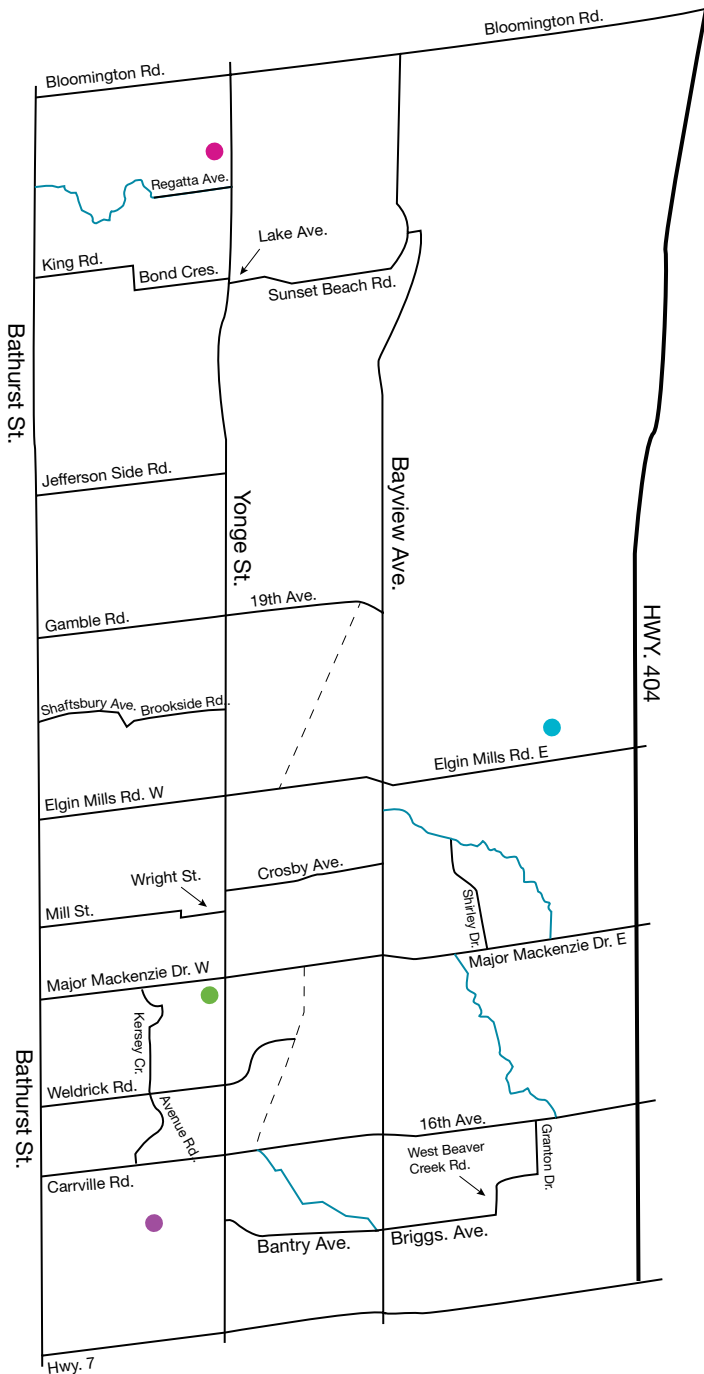 Bloomington Rd.
Bloomington Rd.
Regatta Ave.
Lake Ave.
King Rd.
Bond Cres.
Sunset Beach Rd.
Bathurst St.
Jefferson Side Rd.
Yonge St.
Bayview Ave.
19th Ave.
Gamble Rd.
HWY. 404
Shaftsbury Ave.
Brookside Rd..
Elgin Mills Rd. E
Elgin Mills Rd. W
Crosby Ave.
Wright St.
Mill St.
Shirley Dr.
Major Mackenzie Dr. E
Major Mackenzie Dr. W
Kersey Cr.
Bathurst St.
Weldrick Rd.
Avenue Rd.
16th Ave.
West Beaver
Creek Rd.
Granton Dr.
Carrville Rd.
Bantry Ave.
Briggs. Ave.
Hwy. 7